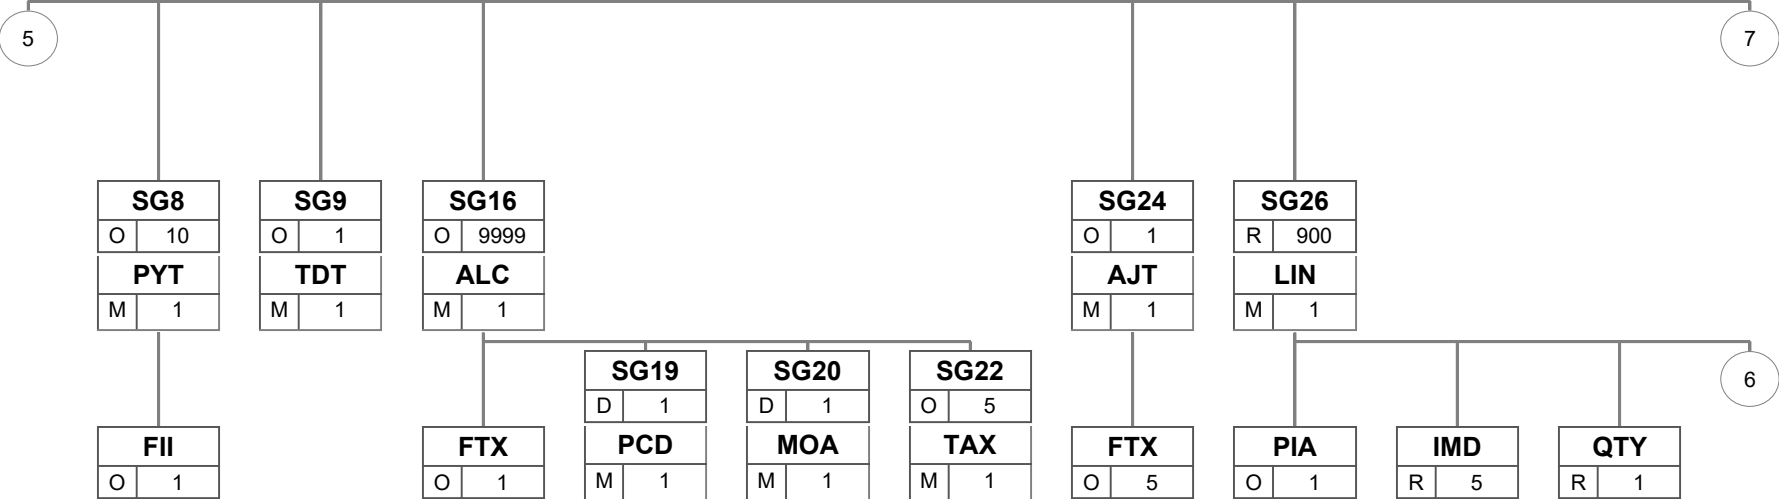 5
7
SG8
O 10
PYT
M 1
SG9
O 1
TDT
M 1
SG16
O 9999
ALC
M 1
SG24
O 1
AJT
M 1
SG26
R 900
LIN
M 1
6
FII
O 1
FTX
O 1
SG19
D 1
PCD
M 1
SG20
D 1
MOA
M 1
SG22
O 5
TAX
M 1
FTX
O 5
PIA
O 1
IMD
R 5
QTY
R 1